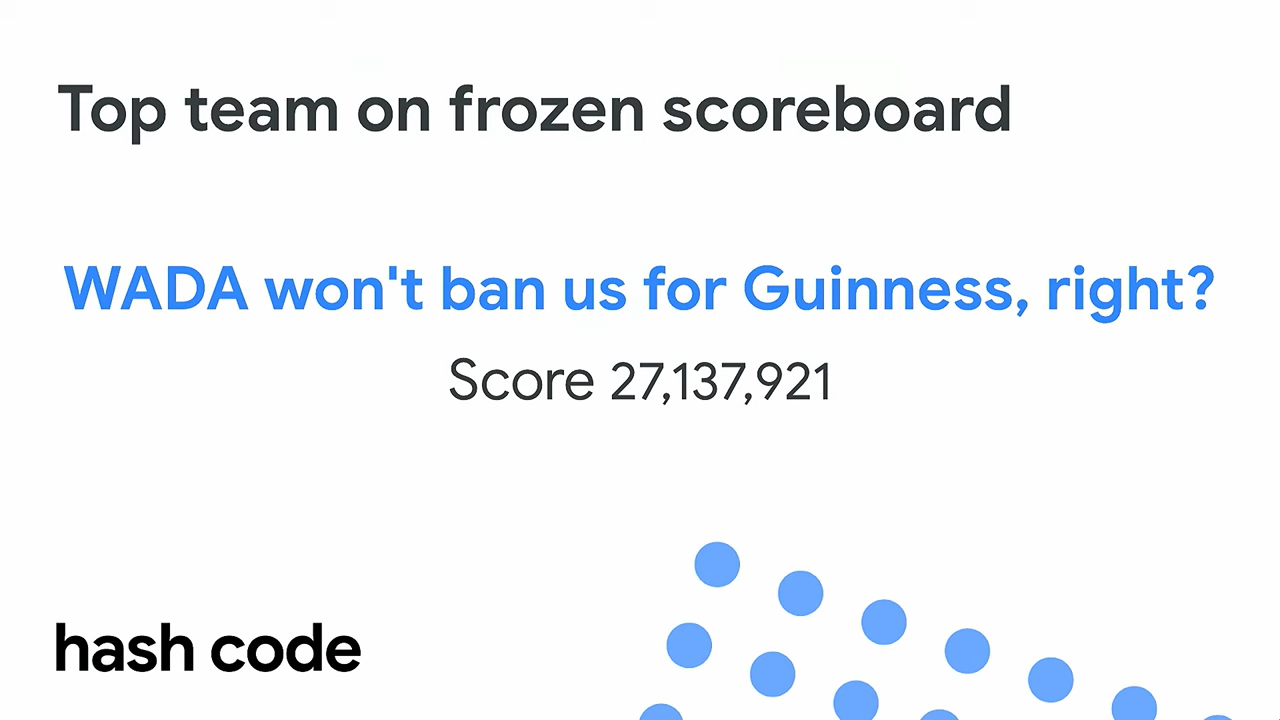 Top team on frozen scoreboard
WADA won't ban us for Guinness, right?
Score 27,137,921
hash code